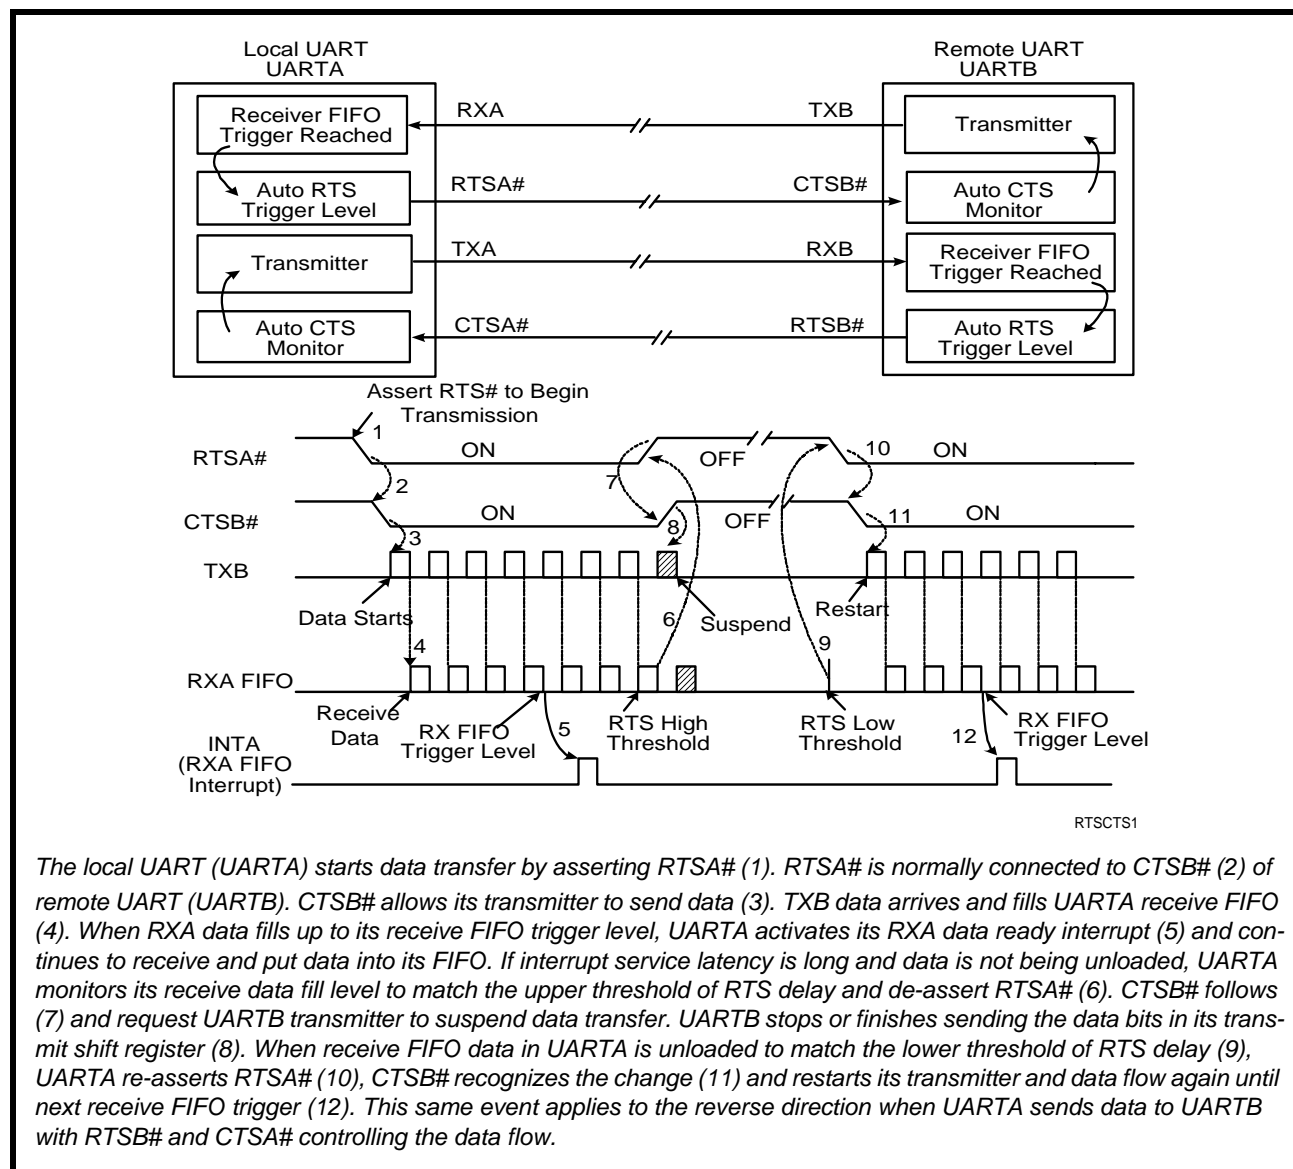 Local UART
UARTA
Remote UART
UARTB
Receiver FIFO
Trigger Reached
RXA
TXB
Transmitter
Auto RTS
Trigger Level
RTSA#
CTSB#
Auto CTS
Monitor
Transmitter
TXA
RXB
Receiver FIFO
Trigger Reached
Auto CTS
Monitor
CTSA#
RTSB#
Auto RTS
Trigger Level
Assert RTS# to Begin
Transmission
RTSA#
1
ON
7
OFF
10
ON
2
CTSB#
ON
8
OFF
11
ON
3
TXB
Data Starts
6
Suspend
Restart
4
9
RXA FIFO
Receive
Data
RX FIFO
Trigger Level
5
RTS High
Threshold
RTS Low
Threshold
12
RX FIFO
Trigger Level
INTA
(RXA FIFO
Interrupt)
RTSCTS1
The local UART (UARTA) starts data transfer by asserting RTSA# (1). RTSA# is normally connected to CTSB# (2) of
remote UART (UARTB). CTSB# allows its transmitter to send data (3). TXB data arrives and fills UARTA receive FIFO
(4). When RXA data fills up to its receive FIFO trigger level, UARTA activates its RXA data ready interrupt (5) and con-
tinues to receive and put data into its FIFO. If interrupt service latency is long and data is not being unloaded, UARTA
monitors its receive data fill level to match the upper threshold of RTS delay and de-assert RTSA# (6). CTSB# follows
(7) and request UARTB transmitter to suspend data transfer. UARTB stops or finishes sending the data bits in its trans-
mit shift register (8). When receive FIFO data in UARTA is unloaded to match the lower threshold of RTS delay (9),
UARTA re-asserts RTSA# (10), CTSB# recognizes the change (11) and restarts its transmitter and data flow again until
next receive FIFO trigger (12). This same event applies to the reverse direction when UARTA sends data to UARTB
with RTSB# and CTSA# controlling the data flow.